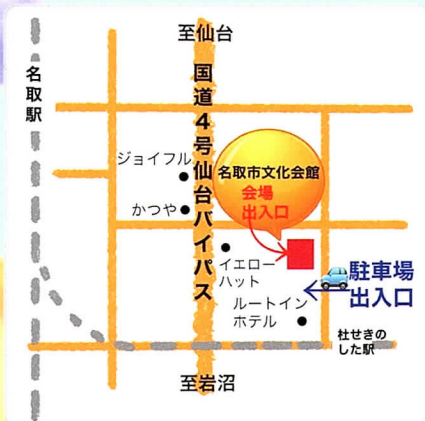 至仙台
名取駅
国道4号仙台バイパス
ジョイフル
名取市文化会館
会場
出入口
かつや
イエロー
ハット
駐車場
出入口
ルートイン
ホテル
杜せきの
した駅
至岩沼